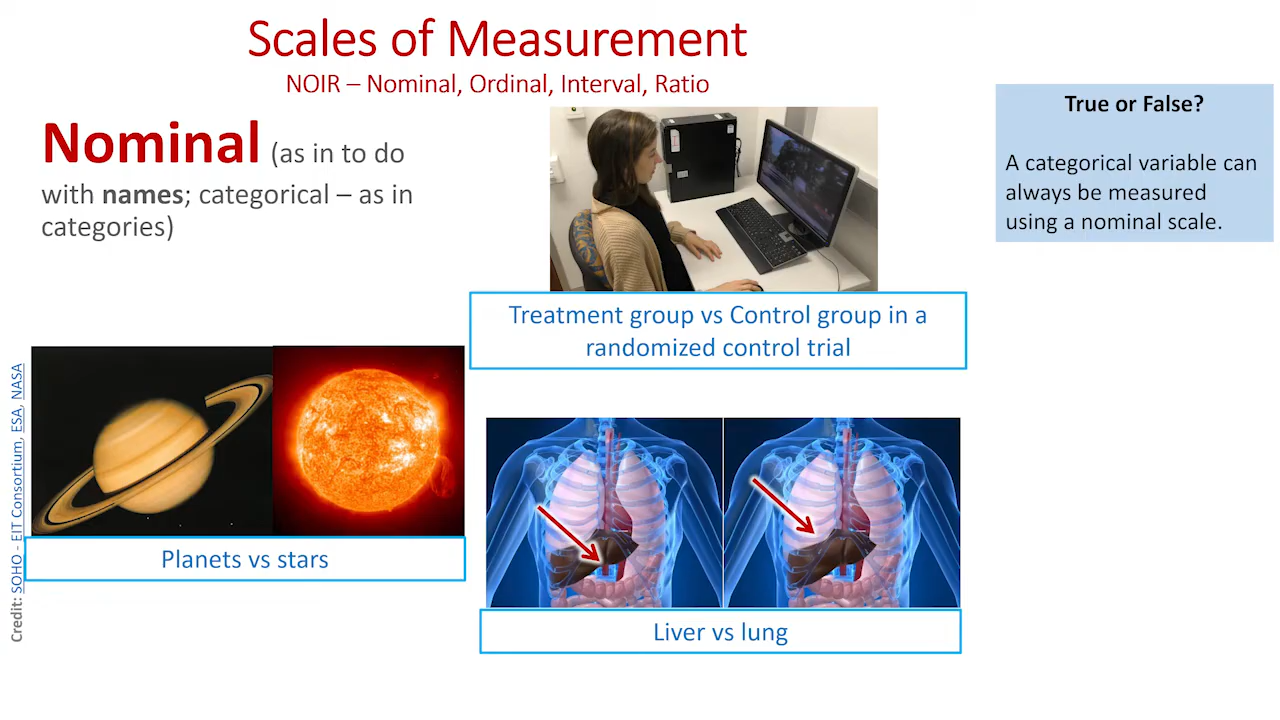 Scales of Measurement
NOIR – Nominal, Ordinal, Interval, Ratio
Nominal (as in to do
with names; categorical – as in
categories)
True or False?
A categorical variable can
always be measured
using a nominal scale.
Treatment group vs Control group in a
randomized control trial
Planets vs stars
Liver vs lung
Credit: SOHO - EIT Consortium, ESA, NASA